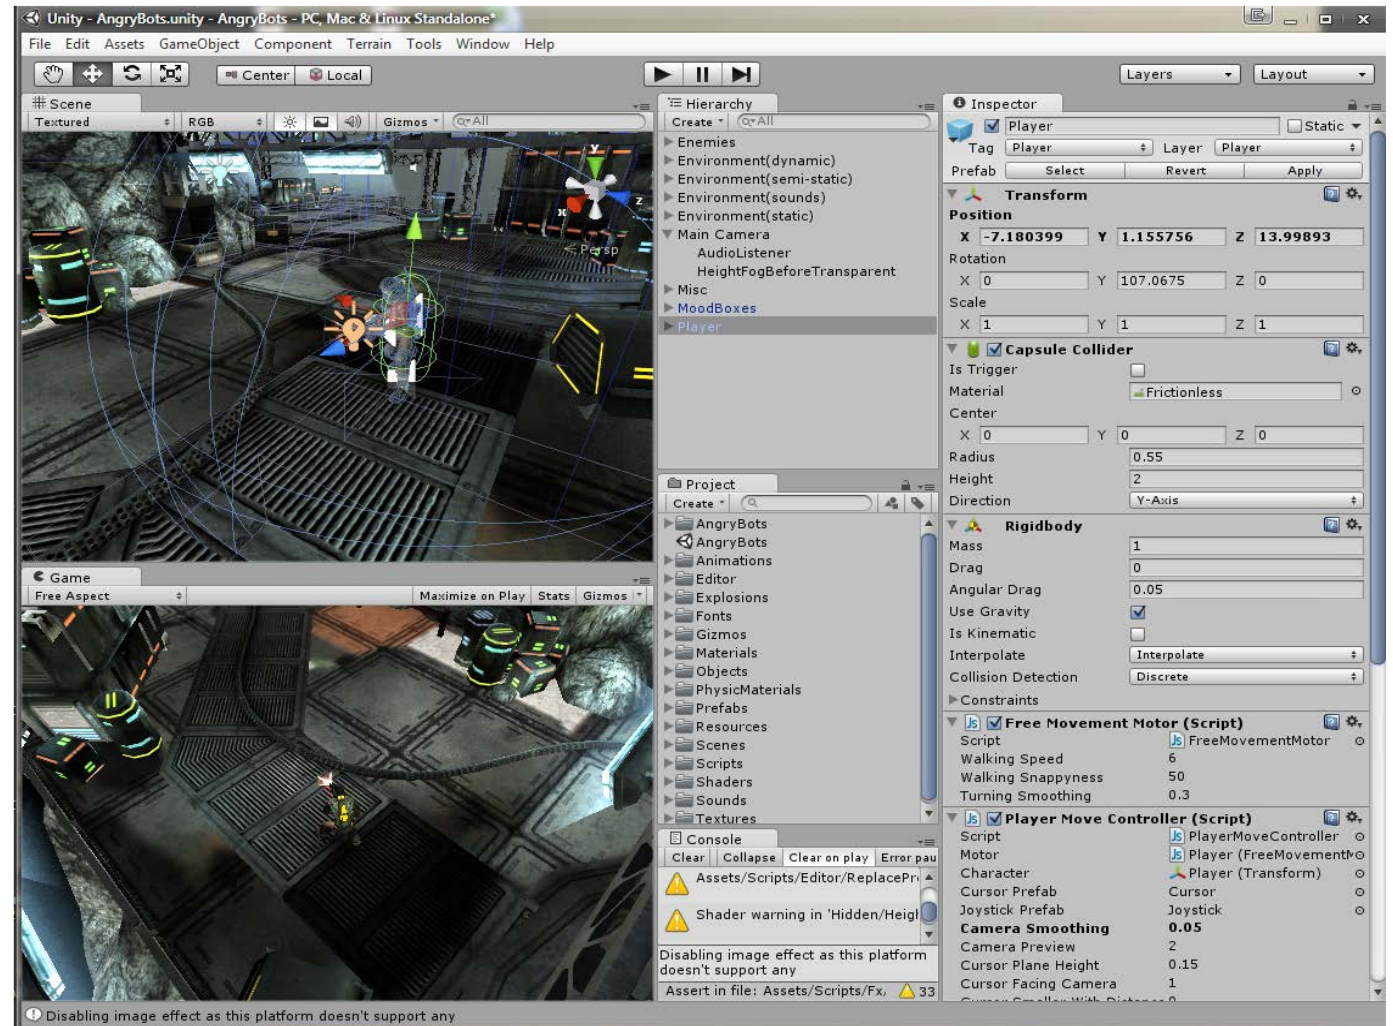 Unity - AngryBots.unity - AngryBots - PC, Mac & Linux Standalone*
File Edit Assets GameObject Component Terrain Tools Window Help
Center Local
Layers Layout
Scene
Textured RGB Gizmos All
y
x
z
Persp
Game
Free Aspect Maximize on Play Stats Gizmos
Hierarchy
Create All
Enemies
Environment(dynamic)
Environment(semi-static)
Environment(sounds)
Environment(static)
Main Camera
AudioListener
HeightFogBeforeTransparent
Misc
MoodBoxes
Player
Project
Create
AngryBots
AngryBots
Animations
Editor
Explosions
Fonts
Gizmos
Materials
Objects
PhysicMaterials
Prefabs
Resources
Scenes
Scripts
Shaders
Sounds
Textures
Console
Clear Collapse Clear on play Error pau
Assets/Scripts/Editor/ReplacePr
Shader warning in 'Hidden/Heigh
Disabling image effect as this platform
doesn't support any
Assert in file: Assets/Scripts/Fx, 33
Inspector
Player Static
Tag Player Layer Player
Prefab Select Revert Apply
Transform
Position
X -7.180399 Y 1.155756 Z 13.99893
Rotation
X 0 Y 107.0675 Z 0
Scale
X 1 Y 1 Z 1
Capsule Collider
Is Trigger
Material Frictionless
Center
X 0 Y 0 Z 0
Radius 0.55
Height 2
Direction Y-Axis
Rigidbody
Mass 1
Drag 0
Angular Drag 0.05
Use Gravity
Is Kinematic
Interpolate Interpolate
Collision Detection Discrete
Constraints
Js Free Movement Motor (Script)
Script Js FreeMovementMotor
Walking Speed 6
Walking Snappyness 50
Turning Smoothing 0.3
Js Player Move Controller (Script)
Script Js PlayerMoveController
Motor Js Player (FreeMovementM
Character Player (Transform)
Cursor Prefab Cursor
Joystick Prefab Joystick
Camera Smoothing 0.05
Camera Preview 2
Cursor Plane Height 0.15
Cursor Facing Camera 1
Cursor Smaller With Distance 0
Disabling image effect as this platform doesn't support any